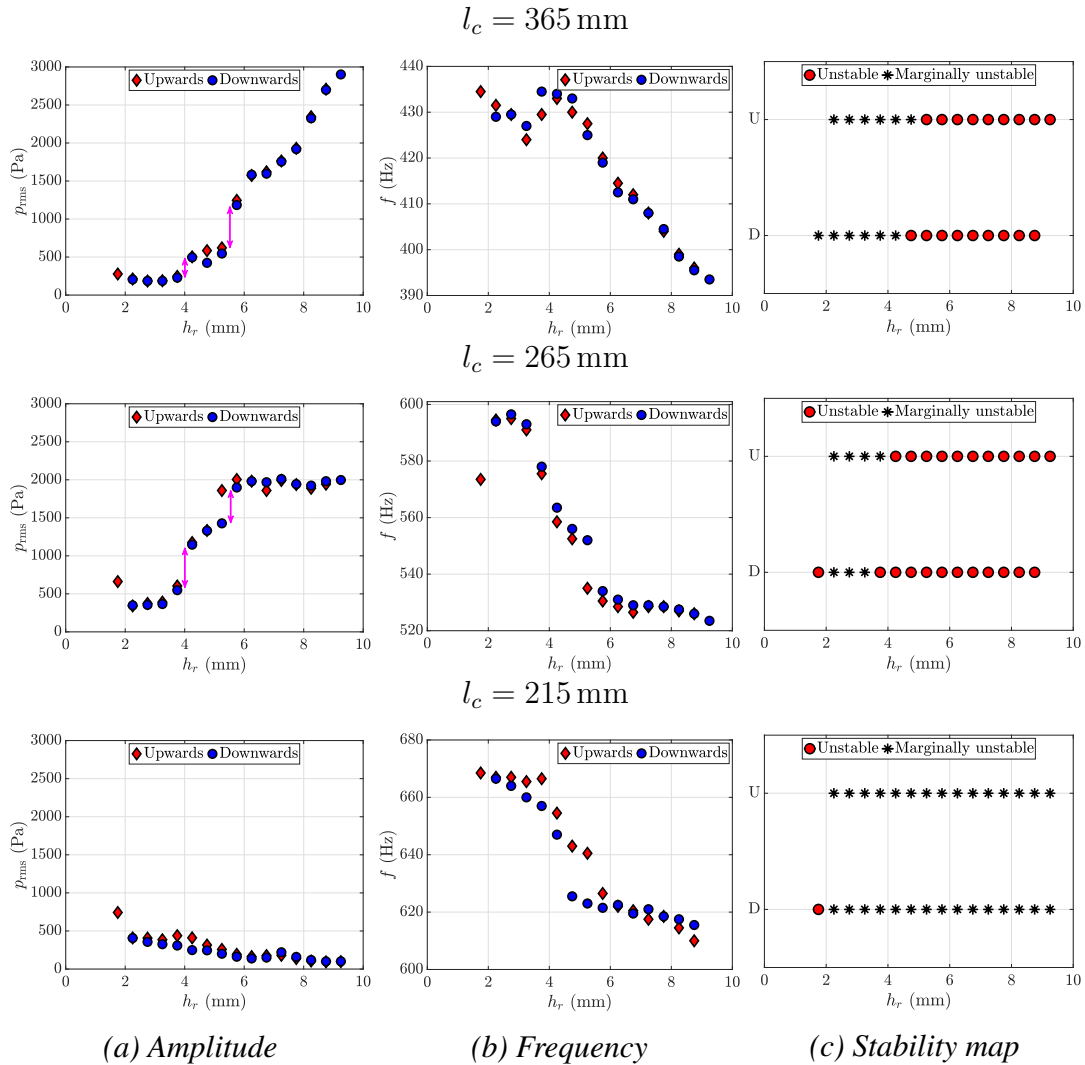 l_c = 365 mm
3000
2500
2000
1500
1000
500
0
p_rms (Pa)
Upwards Downwards
0 2 4 6 8 10
h_r (mm)
440
430
420
410
400
390
f (Hz)
Upwards Downwards
0 2 4 6 8 10
h_r (mm)
Unstable Marginally unstable
U
D
0 2 4 6 8 10
h_r (mm)
l_c = 265 mm
3000
2500
2000
1500
1000
500
0
p_rms (Pa)
Upwards Downwards
0 2 4 6 8 10
h_r (mm)
600
580
560
540
520
f (Hz)
Upwards Downwards
0 2 4 6 8 10
h_r (mm)
Unstable Marginally unstable
U
D
0 2 4 6 8 10
h_r (mm)
l_c = 215 mm
3000
2500
2000
1500
1000
500
0
p_rms (Pa)
Upwards Downwards
0 2 4 6 8 10
h_r (mm)
680
660
640
620
600
f (Hz)
Upwards Downwards
0 2 4 6 8 10
h_r (mm)
Unstable Marginally unstable
U
D
0 2 4 6 8 10
h_r (mm)
(a) Amplitude
(b) Frequency
(c) Stability map